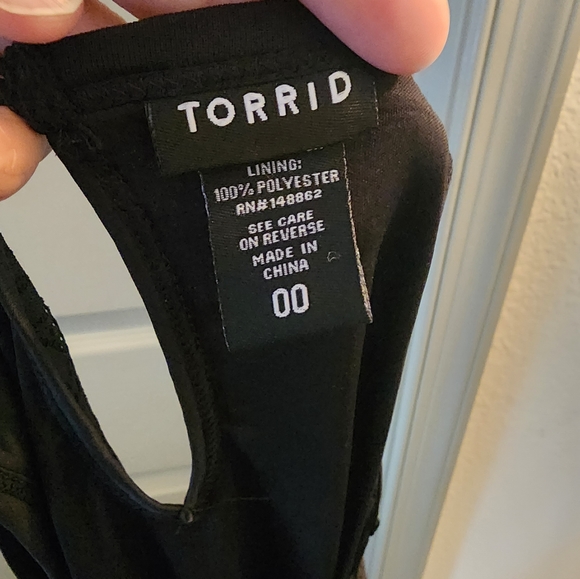 TORRID
LINING:
100% POLYESTER
RN#148862
SEE CARE
ON REVERSE
MADE IN
CHINA
00